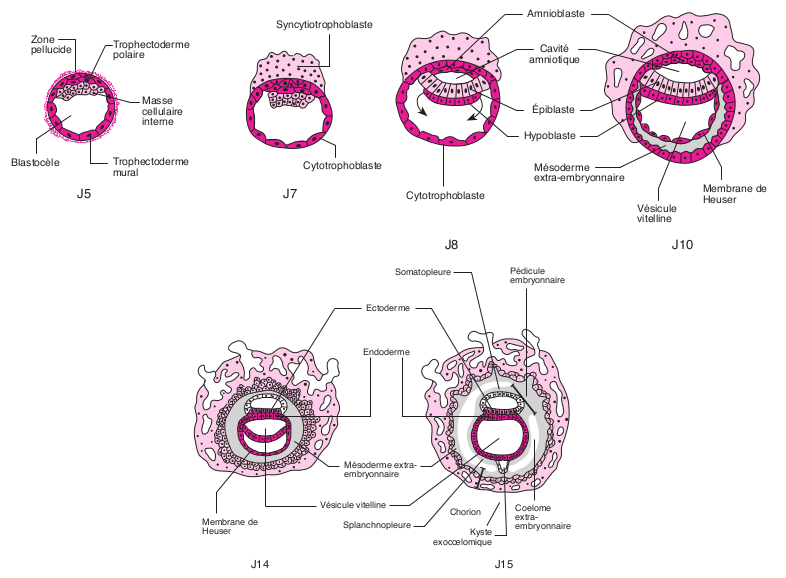 Zone
pellucide
Trophectoderme
polaire
Masse
cellulaire
interne
Blastocèle
Trophectoderme
mural
J5
Syncytiotrophoblaste
Cytotrophoblaste
J7
Amnioblaste
Cavité
amniotique
Épiblaste
Hypoblaste
Cytotrophoblaste
Mésoderme
extra-embryonnaire
Vésicule
vitelline
Membrane de
Heuser
J8
J10
Somatopleure
Pédicule
embryonnaire
Ectoderme
Endoderme
Mésoderme extra-
embryonnaire
Vésicule vitelline
Membrane de
Heuser
Splanchnopleure
Chorion
Kyste
exocœlomique
Coelome
extra-
embryonnaire
J14
J15